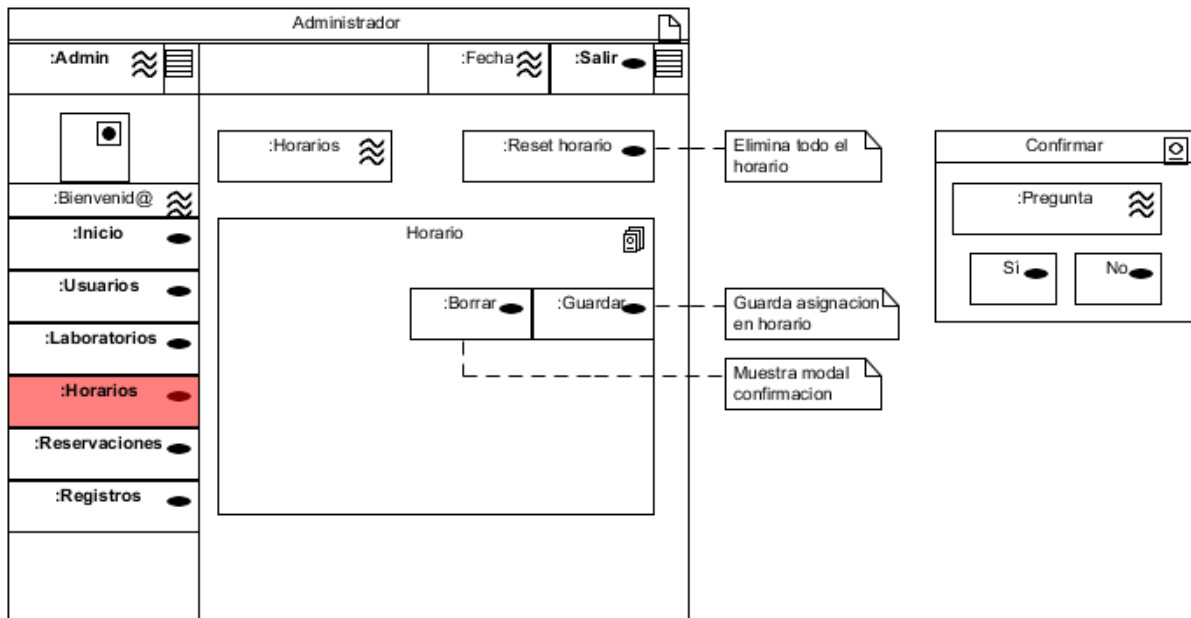 Administrador
:Admin
:Fecha
:Salir
:Bienvenid@
:Inicio
:Usuarios
:Laboratorios
:Horarios
:Reservaciones
:Registros
:Horarios
:Reset horario
Elimina todo el
horario
Horario
:Borrar
:Guardar
Guarda asignacion
en horario
Muestra modal
confirmacion
Confirmar
:Pregunta
Sí
No